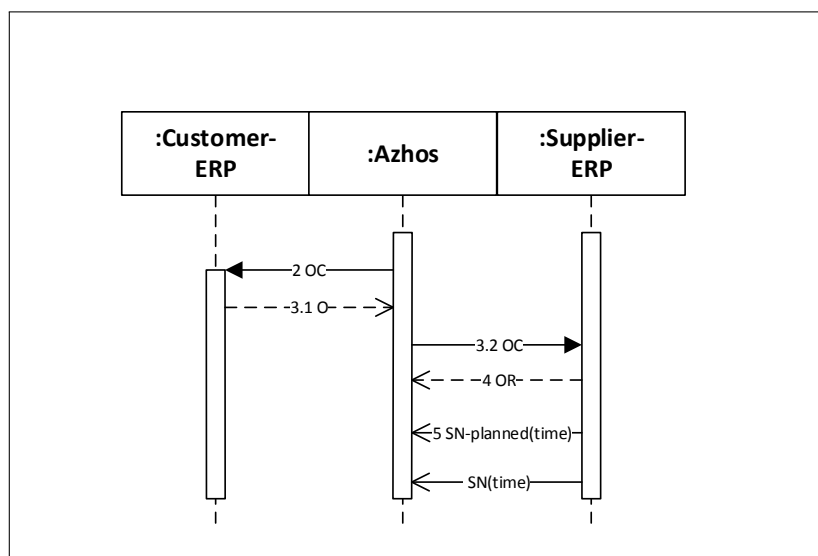 :Customer-
ERP
:Azhos
:Supplier-
ERP
2 OC
3.1 O
3.2 OC
4 OR
5 SN-planned(time)
SN(time)